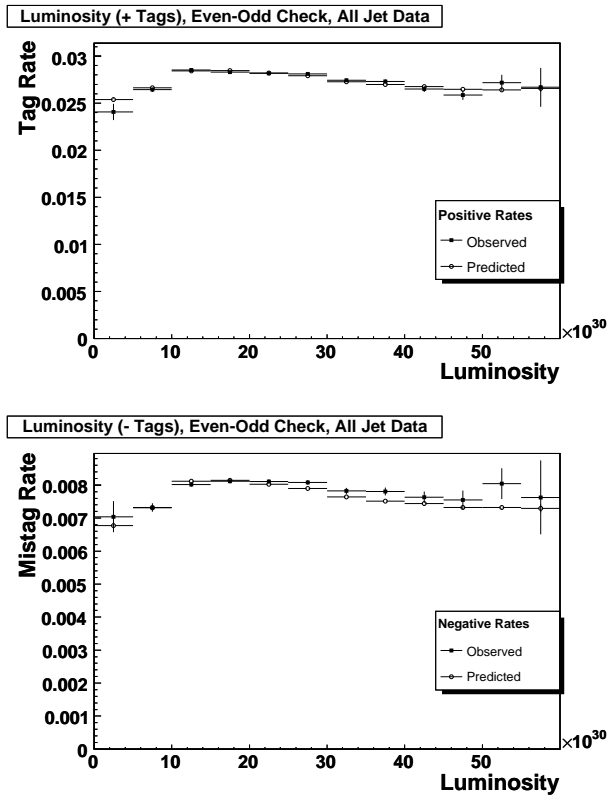 Luminosity (+ Tags), Even-Odd Check, All Jet Data
Tag Rate
0.03
0.025
0.02
0.015
0.01
0.005
0
Positive Rates
Observed
Predicted
0 10 20 30 40 50
×10^30
Luminosity
Luminosity (- Tags), Even-Odd Check, All Jet Data
Mistag Rate
0.008
0.007
0.006
0.005
0.004
0.003
0.002
0.001
0
Negative Rates
Observed
Predicted
0 10 20 30 40 50
×10^30
Luminosity